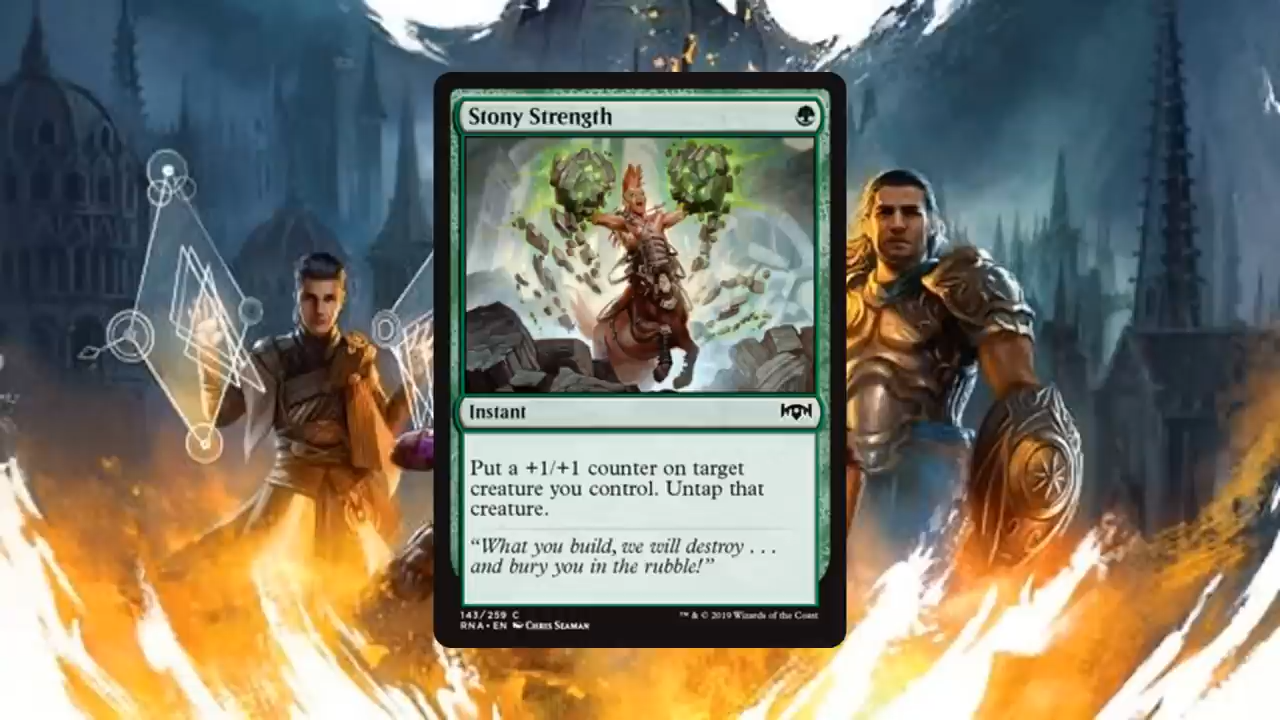 Stony Strength
Instant
Put a +1/+1 counter on target
creature you control. Untap that
creature.
“What you build, we will destroy . . .
and bury you in the rubble!”
143/259 C
™ & © 2019 Wizards of the Coast
RNA • EN Chris Seaman